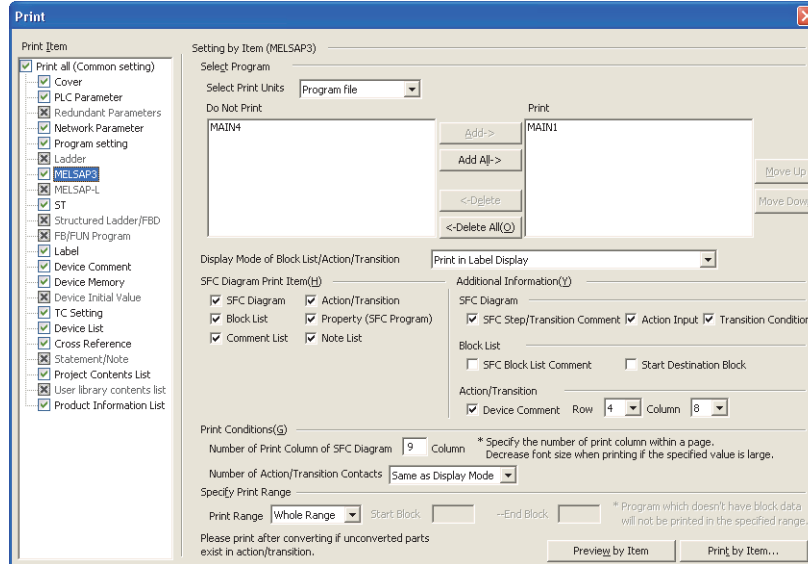 Print
Print Item
Print all (Common setting)
Cover
PLC Parameter
Redundant Parameters
Network Parameter
Program setting
Ladder
MELSAP3
MELSAP-L
ST
Structured Ladder/FBD
FB/FUN Program
Label
Device Comment
Device Memory
Device Initial Value
TC Setting
Device List
Cross Reference
Statement/Note
Project Contents List
User library contents list
Product Information List
Setting by Item (MELSAP3)
Select Program
Select Print Units Program file
Do Not Print Print
MAIN4 MAIN1
Add->
Add All->
<-Delete
<-Delete All(O)
Move Up
Move Down
Display Mode of Block List/Action/Transition Print in Label Display
SFC Diagram Print Item(H) Additional Information(Y)
SFC Diagram Action/Transition
Block List Property (SFC Program)
Comment List Note List
SFC Diagram
SFC Step/Transition Comment Action Input Transition Condition
Block List
SFC Block List Comment Start Destination Block
Action/Transition
Device Comment Row 4 Column 8
Print Conditions(G)
Number of Print Column of SFC Diagram 9 Column * Specify the number of print column within a page.
Decrease font size when printing if the specified value is large.
Number of Action/Transition Contacts Same as Display Mode
Specify Print Range
Print Range Whole Range Start Block --End Block * Program which doesn't have block data
will not be printed in the specified range.
Please print after converting if unconverted parts
exist in action/transition.
Preview by Item Print by Item...